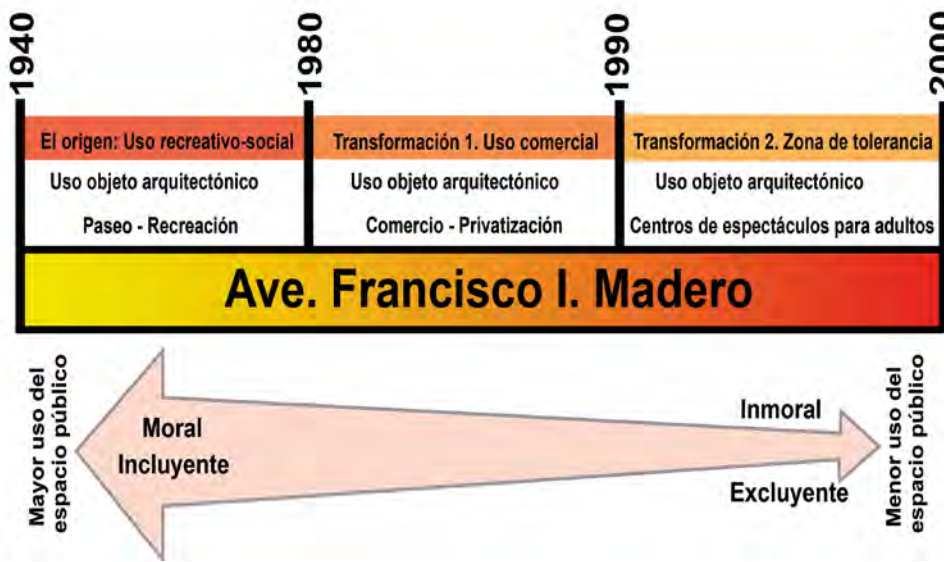 1940
1980
1990
2000
El origen: Uso recreativo-social
Transformación 1. Uso comercial
Transformación 2. Zona de tolerancia
Uso objeto arquitectónico
Uso objeto arquitectónico
Uso objeto arquitectónico
Paseo - Recreación
Comercio - Privatización
Centros de espectáculos para adultos
Ave. Francisco I. Madero
Mayor uso del
espacio público
Moral
Incluyente
Inmoral
Excluyente
Menor uso del
espacio público